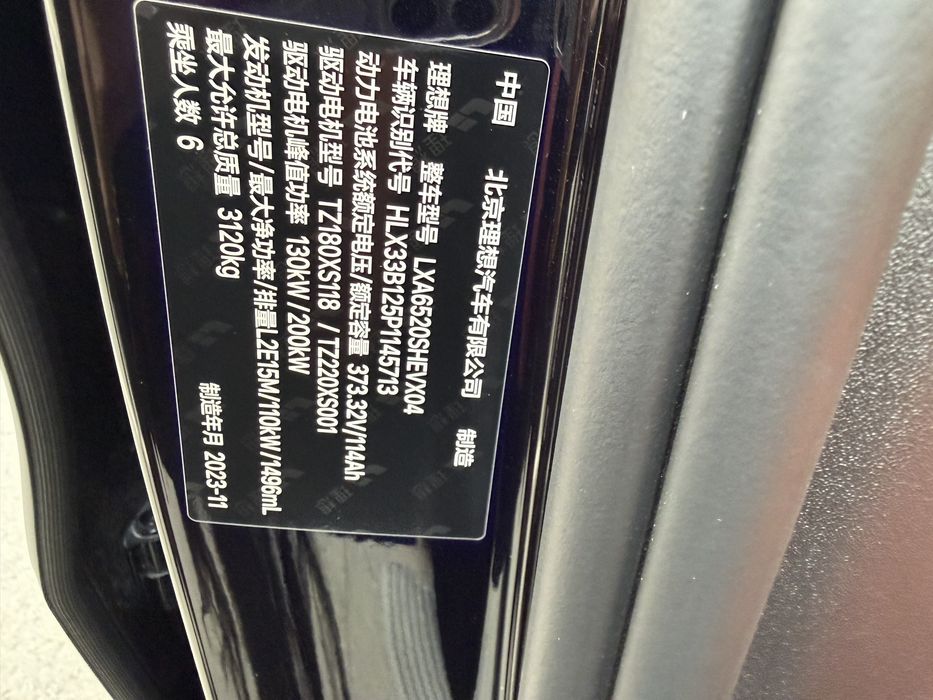 中国 北京理想汽车有限公司 制造
理想牌 整车型号 LXA6520SHEVX04
车辆识别代号 HLX33B125P1145713
动力电池系统额定电压/额定容量 373.32V/114Ah
驱动电机型号 TZ180XS118 / TZ220XS001
驱动电机峰值功率 130kW/200kW
发动机型号/最大净功率/排量L2E15M/110kW/1496mL
最大允许总质量 3120kg
乘坐人数 6 制造年月 2023-11